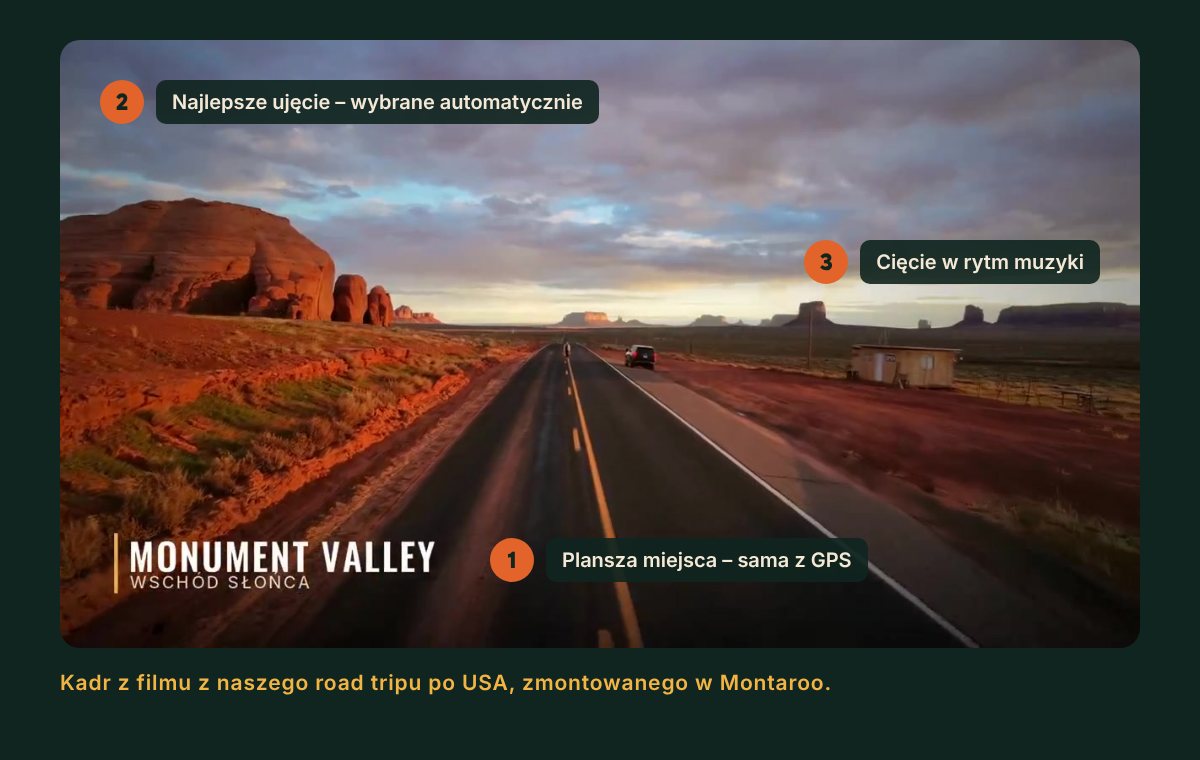 2 Najlepsze ujęcie – wybrane automatycznie
3 Cięcie w rytm muzyki
MONUMENT VALLEY
WSCHÓD SŁOŃCA
1 Plansza miejsca – sama z GPS
Kadr z filmu z naszego road tripu po USA, zmontowanego w Montaroo.